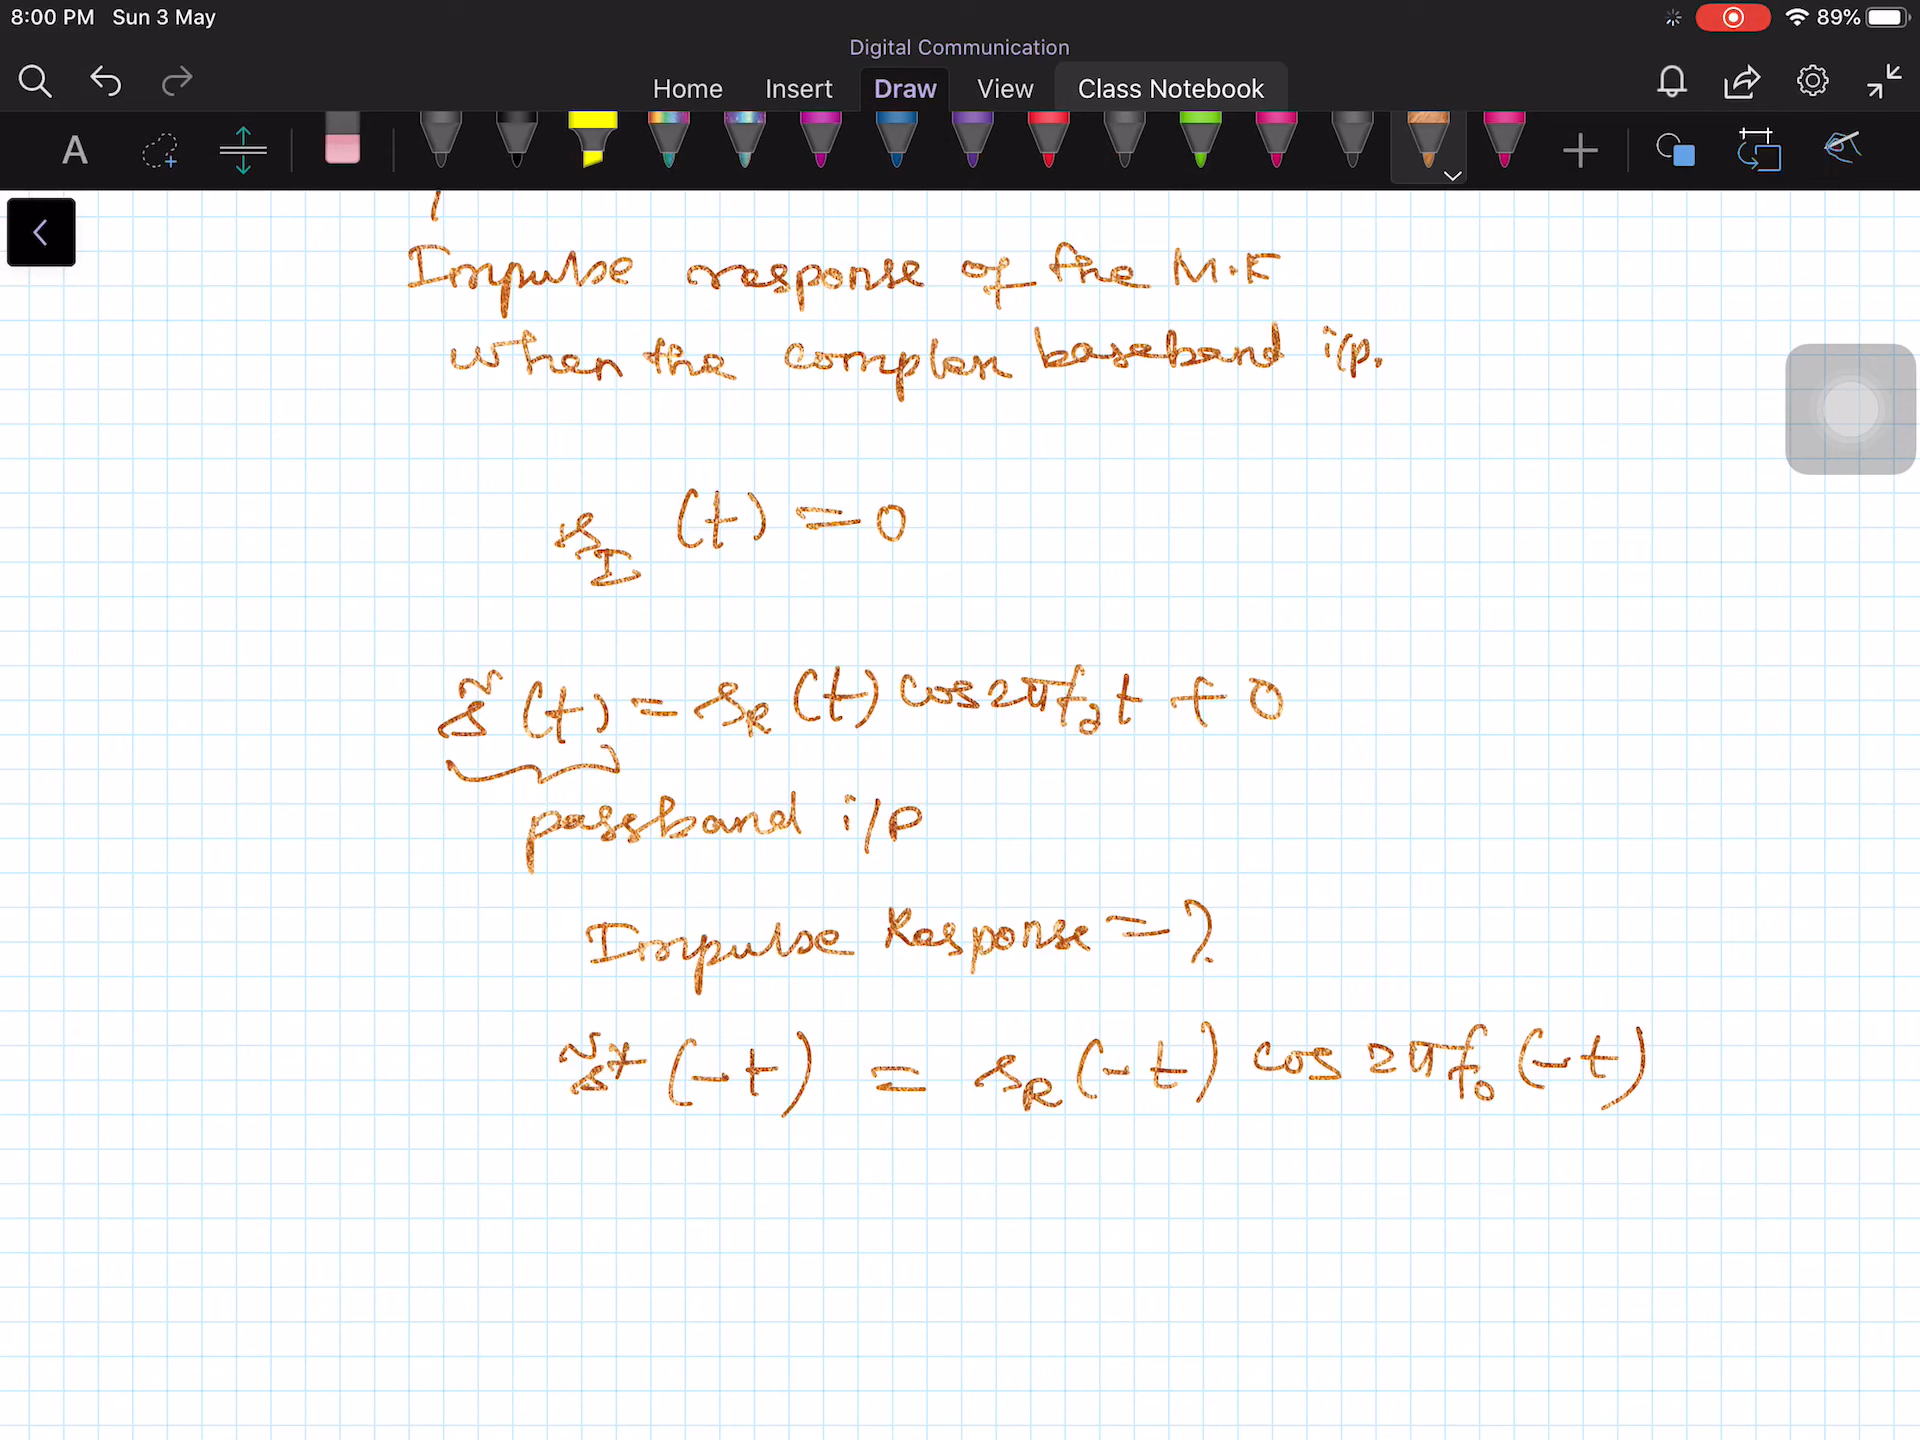 8:00 PM Sun 3 May 89%
Digital Communication
Home Insert Draw View Class Notebook
A
Impulse response of the M.F
when the complex baseband i/p.
s_I (t) = 0
s̃ (t) = s_R (t) cos 2πf_0 t + 0
passband i/p
Impulse Response = ?
s̃* (-t) = s_R (-t) cos 2πf_0 (-t)